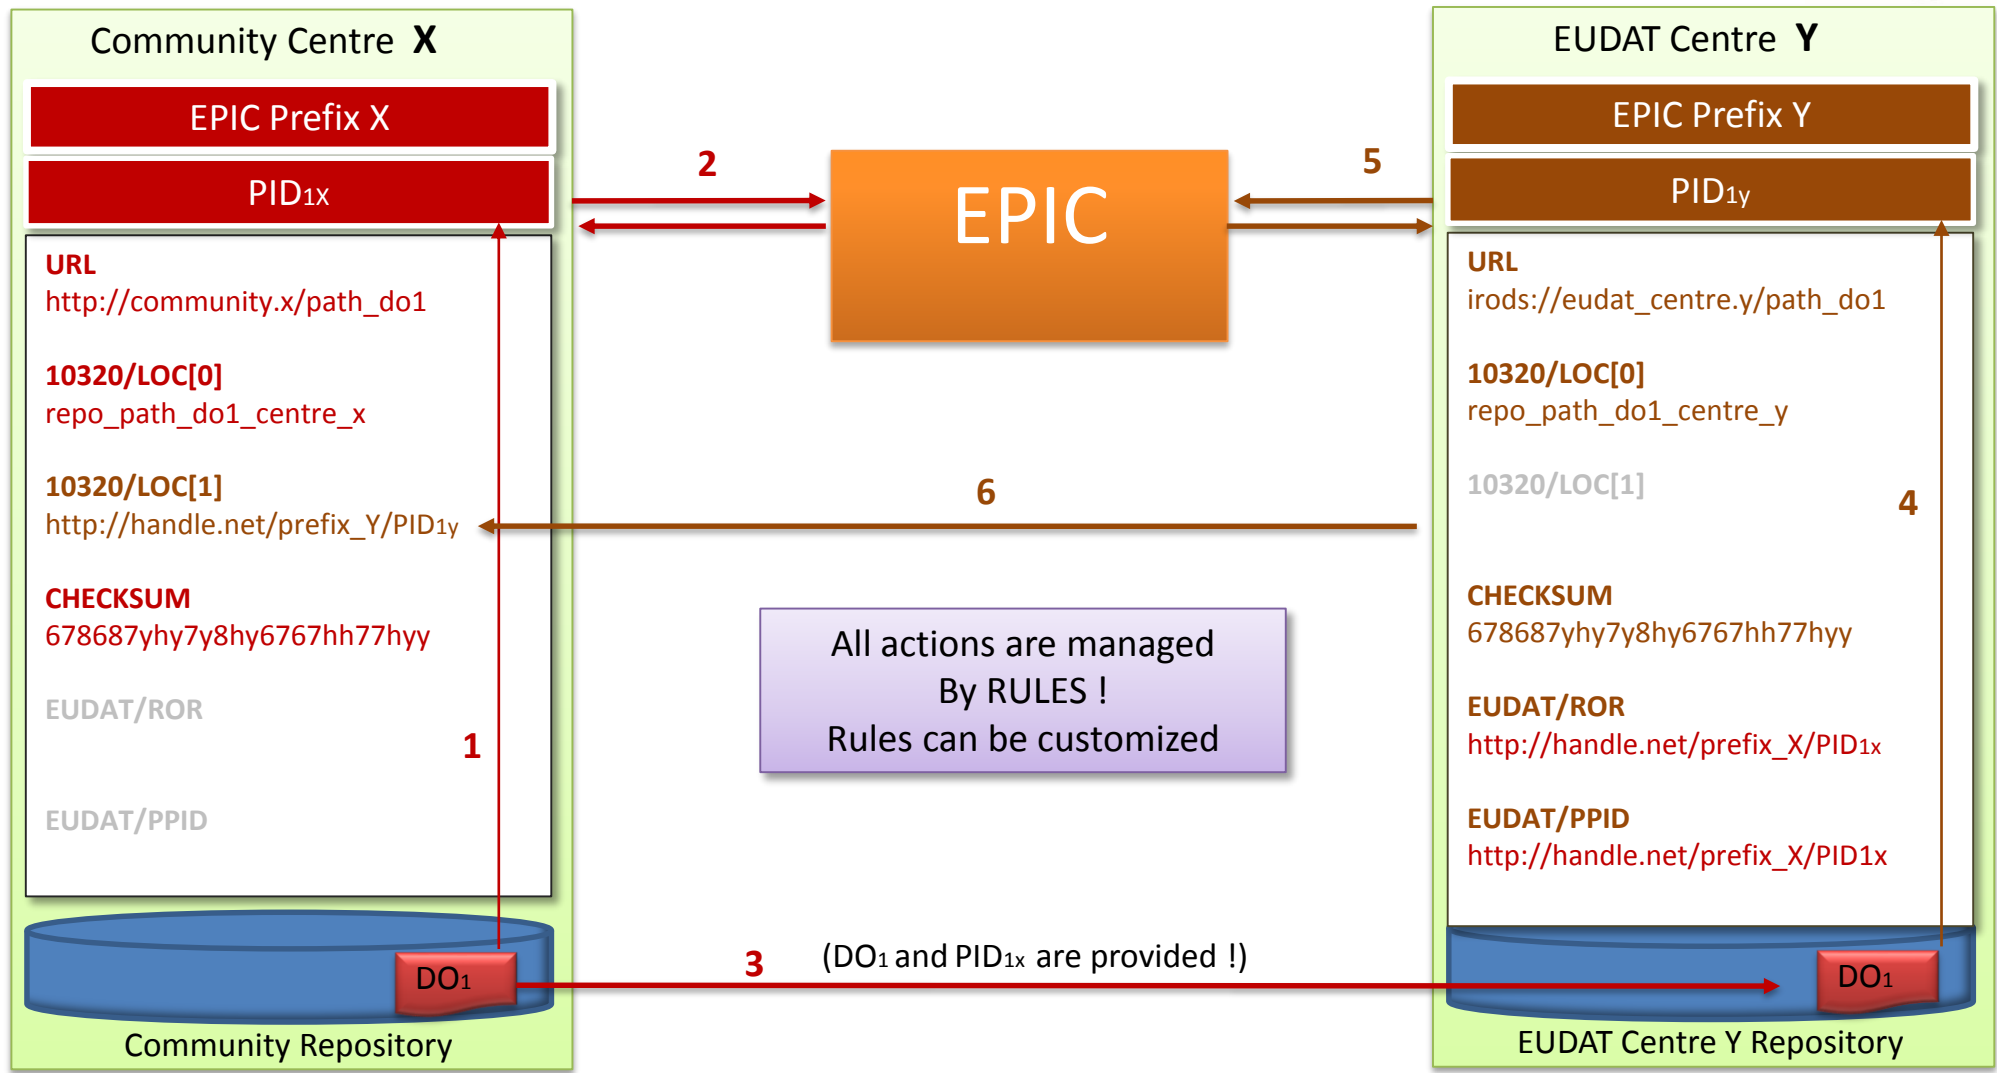 Community Centre X
EPIC Prefix X
PID1X
URL
http://community.x/path_do1
10320/LOC[0]
repo_path_do1_centre_x
10320/LOC[1]
http://handle.net/prefix_Y/PID1y
CHECKSUM
678687yhy7y8hy6767hh77hyy
EUDAT/ROR
1
EUDAT/PPID
DO1
Community Repository
2
EPIC
5
6
All actions are managed
By RULES !
Rules can be customized
3
(DO1 and PID1x are provided !)
EUDAT Centre Y
EPIC Prefix Y
PID1y
URL
irods://eudat_centre.y/path_do1
10320/LOC[0]
repo_path_do1_centre_y
10320/LOC[1]
4
CHECKSUM
678687yhy7y8hy6767hh77hyy
EUDAT/ROR
http://handle.net/prefix_X/PID1x
EUDAT/PPID
http://handle.net/prefix_X/PID1x
DO1
EUDAT Centre Y Repository